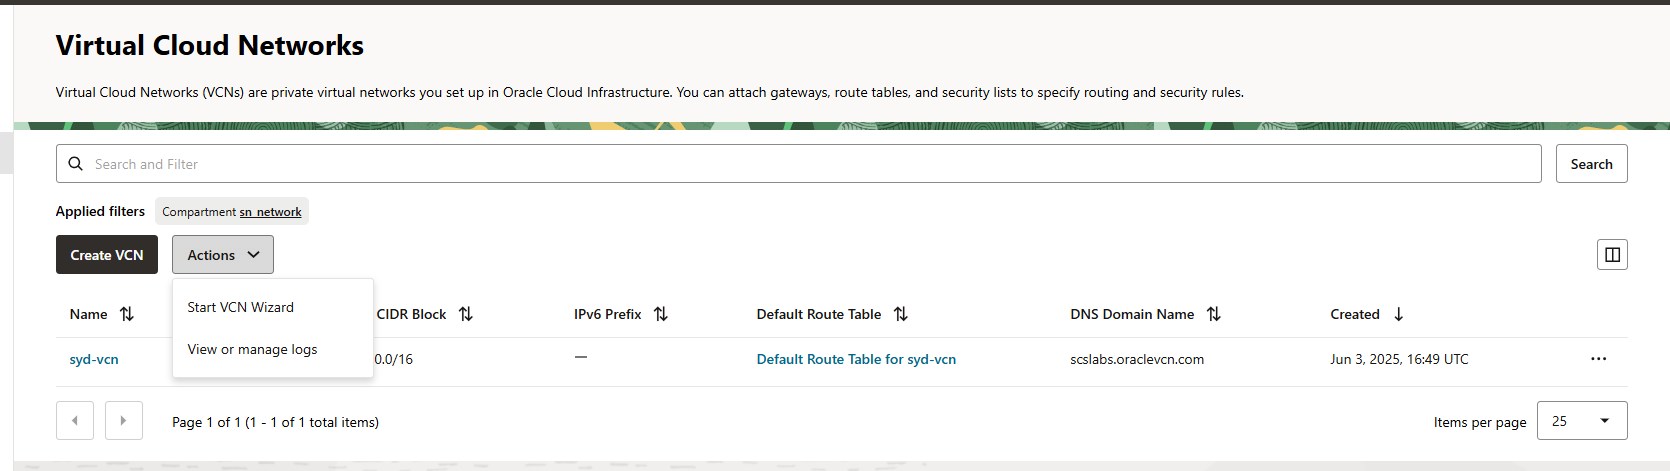 Virtual Cloud Networks
Virtual Cloud Networks (VCNs) are private virtual networks you set up in Oracle Cloud Infrastructure. You can attach gateways, route tables, and security lists to specify routing and security rules.
Search and Filter
Search
Applied filters Compartment sn_network
Create VCN Actions
Start VCN Wizard
View or manage logs
Name CIDR Block IPv6 Prefix Default Route Table DNS Domain Name Created
syd-vcn 0.0/16 — Default Route Table for syd-vcn scslabs.oraclevcn.com Jun 3, 2025, 16:49 UTC
Page 1 of 1 (1 - 1 of 1 total items) Items per page 25